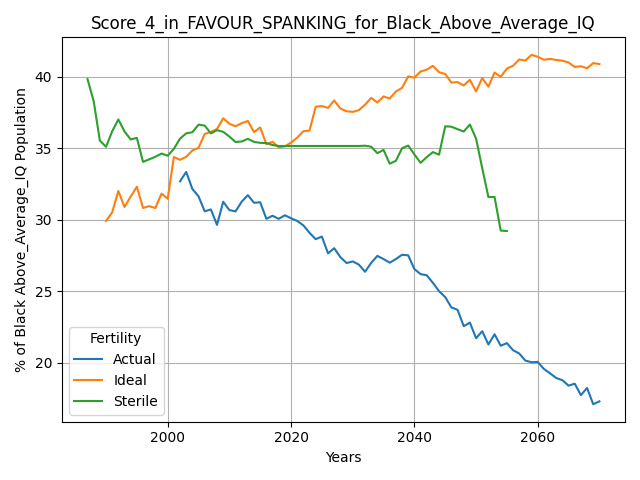 Score_4_in_FAVOUR_SPANKING_for_Black_Above_Average_IQ
% of Black Above_Average_IQ Population
40
35
30
25
20
Fertility
Actual
Ideal
Sterile
2000 2020 2040 2060
Years